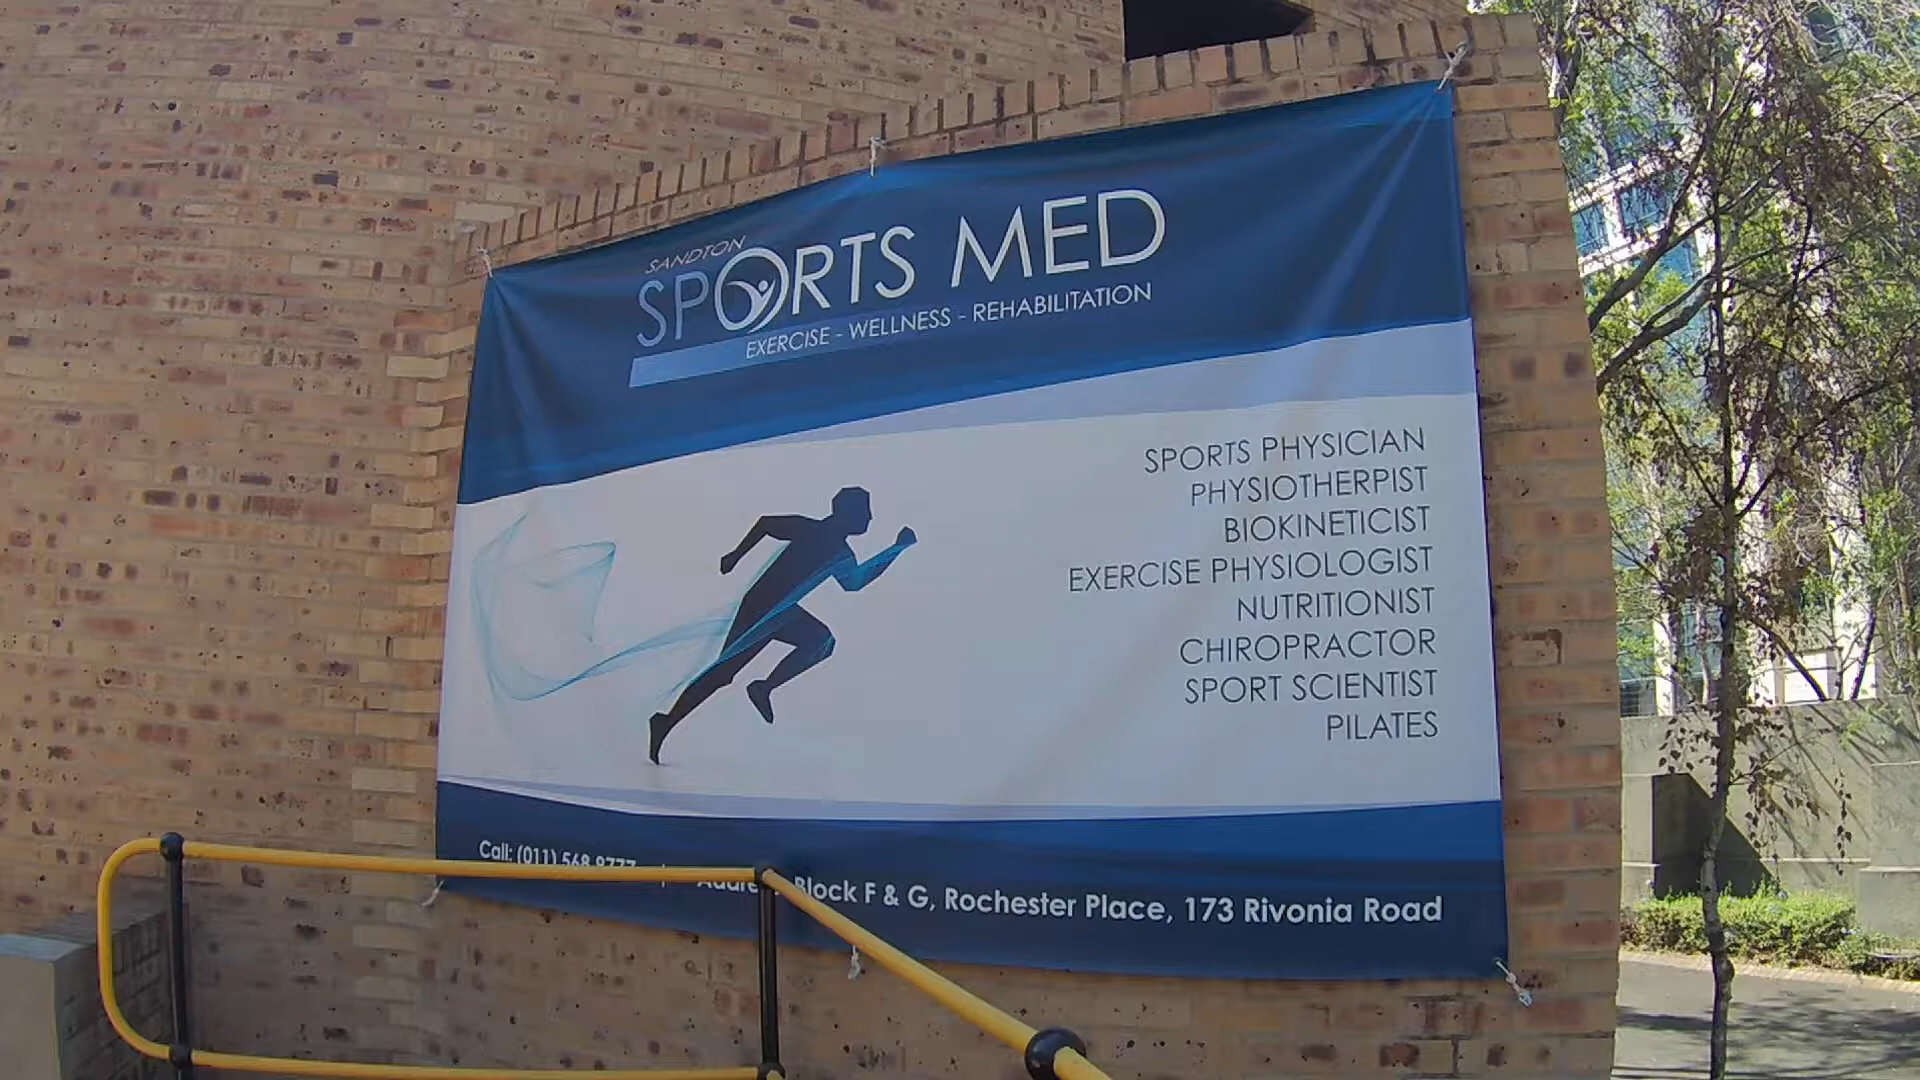 SANDTON
SPORTS MED
EXERCISE - WELLNESS - REHABILITATION
SPORTS PHYSICIAN
PHYSIOTHERPIST
BIOKINETICIST
EXERCISE PHYSIOLOGIST
NUTRITIONIST
CHIROPRACTOR
SPORT SCIENTIST
PILATES
Call: (011) 568 9777 | Address: Block F & G, Rochester Place, 173 Rivonia Road